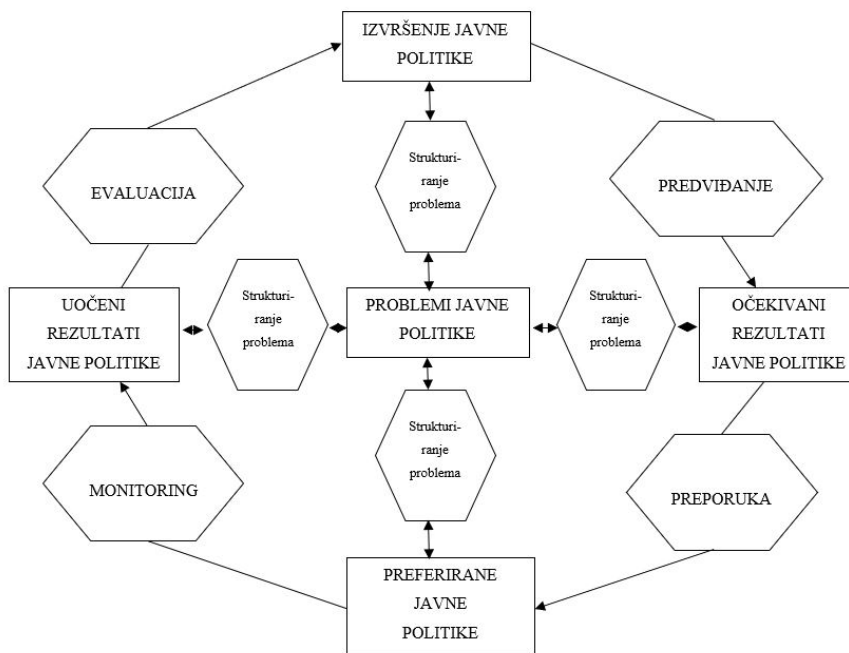 IZVRŠENJE JAVNE
POLITIKE
Strukturi-
ranje
problema
EVALUACIJA
PREDVIĐANJE
UOČENI
REZULTATI
JAVNE POLITIKE
Strukturi-
ranje
problema
PROBLEMI JAVNE
POLITIKE
Strukturi-
ranje
problema
OČEKIVANI
REZULTATI
JAVNE POLITIKE
Strukturi-
ranje
problema
MONITORING
PREPORUKA
PREFERIRANE
JAVNE
POLITIKE